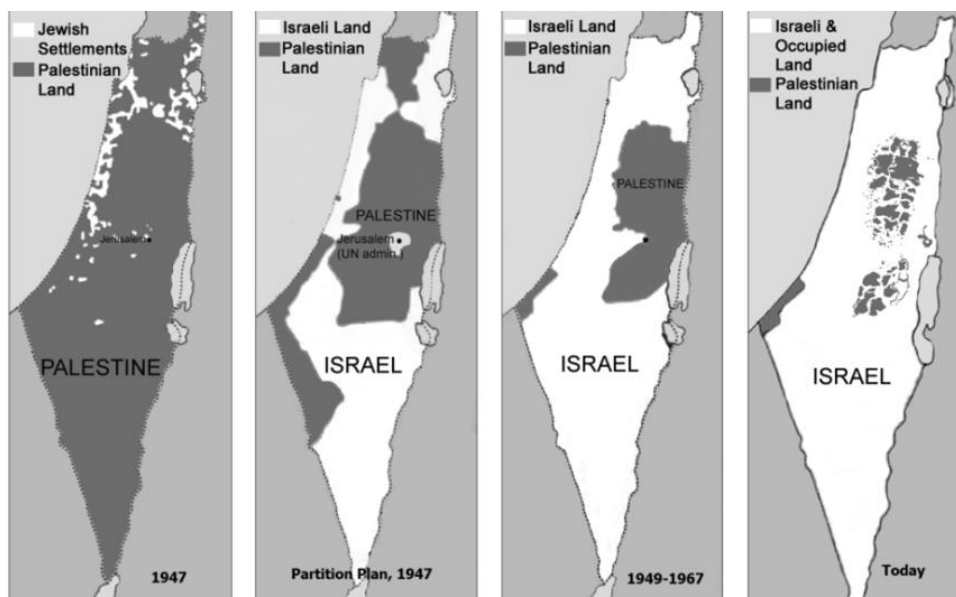 Jewish
Settlements
Palestinian
Land
Jerusalem
PALESTINE
1947
Israeli Land
Palestinian
Land
PALESTINE
Jerusalem
(UN admin.)
ISRAEL
Partition Plan, 1947
Israeli Land
Palestinian
Land
PALESTINE
ISRAEL
1949-1967
Israeli &
Occupied
Land
Palestinian
Land
ISRAEL
Today